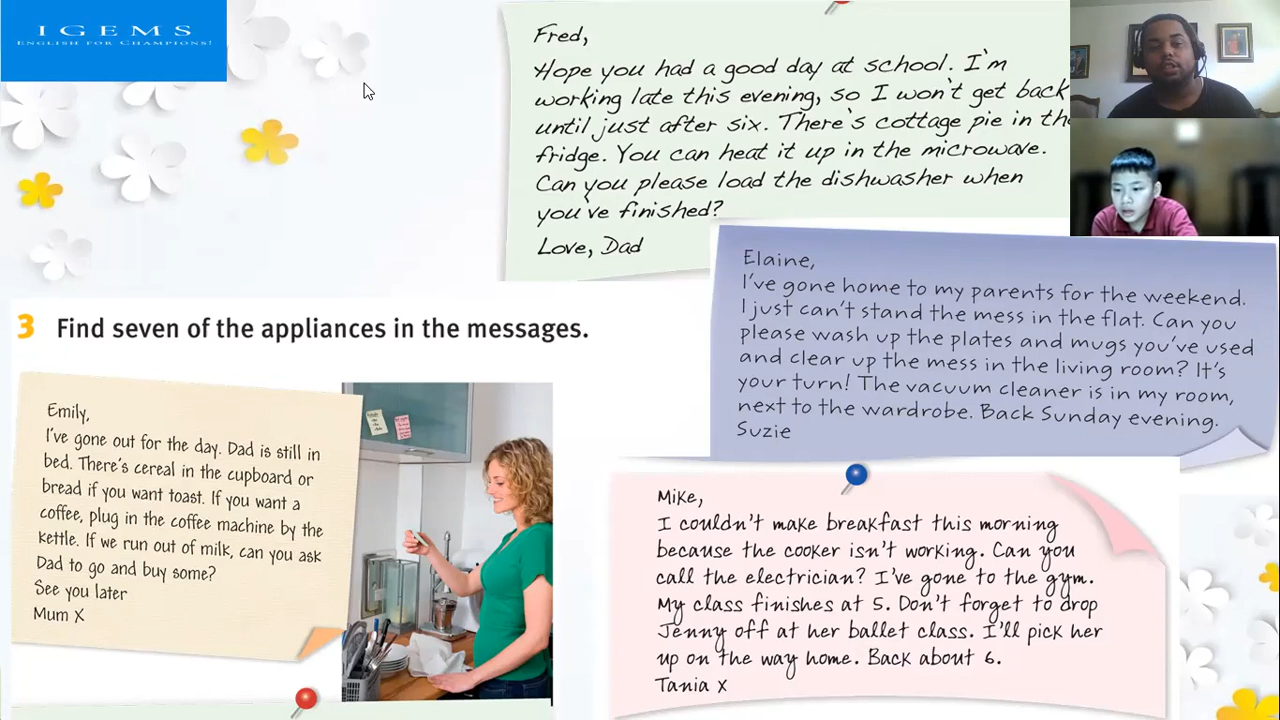 IGEMS
ENGLISH FOR CHAMPIONS!
Fred,
Hope you had a good day at school. I'm
working late this evening, so I won't get back
until just after six. There's cottage pie in the
fridge. You can heat it up in the microwave.
Can you please load the dishwasher when
you've finished?
Love, Dad
Elaine,
I've gone home to my parents for the weekend.
I just can't stand the mess in the flat. Can you
please wash up the plates and mugs you've used
and clear up the mess in the living room? It's
your turn! The vacuum cleaner is in my room,
next to the wardrobe. Back Sunday evening.
Suzie
3 Find seven of the appliances in the messages.
Emily,
I've gone out for the day. Dad is still in
bed. There's cereal in the cupboard or
bread if you want toast. If you want a
coffee, plug in the coffee machine by the
kettle. If we run out of milk, can you ask
Dad to go and buy some?
See you later
Mum X
Mike,
I couldn't make breakfast this morning
because the cooker isn't working. Can you
call the electrician? I've gone to the gym.
My class finishes at 5. Don't forget to drop
Jenny off at her ballet class. I'll pick her
up on the way home. Back about 6.
Tania x